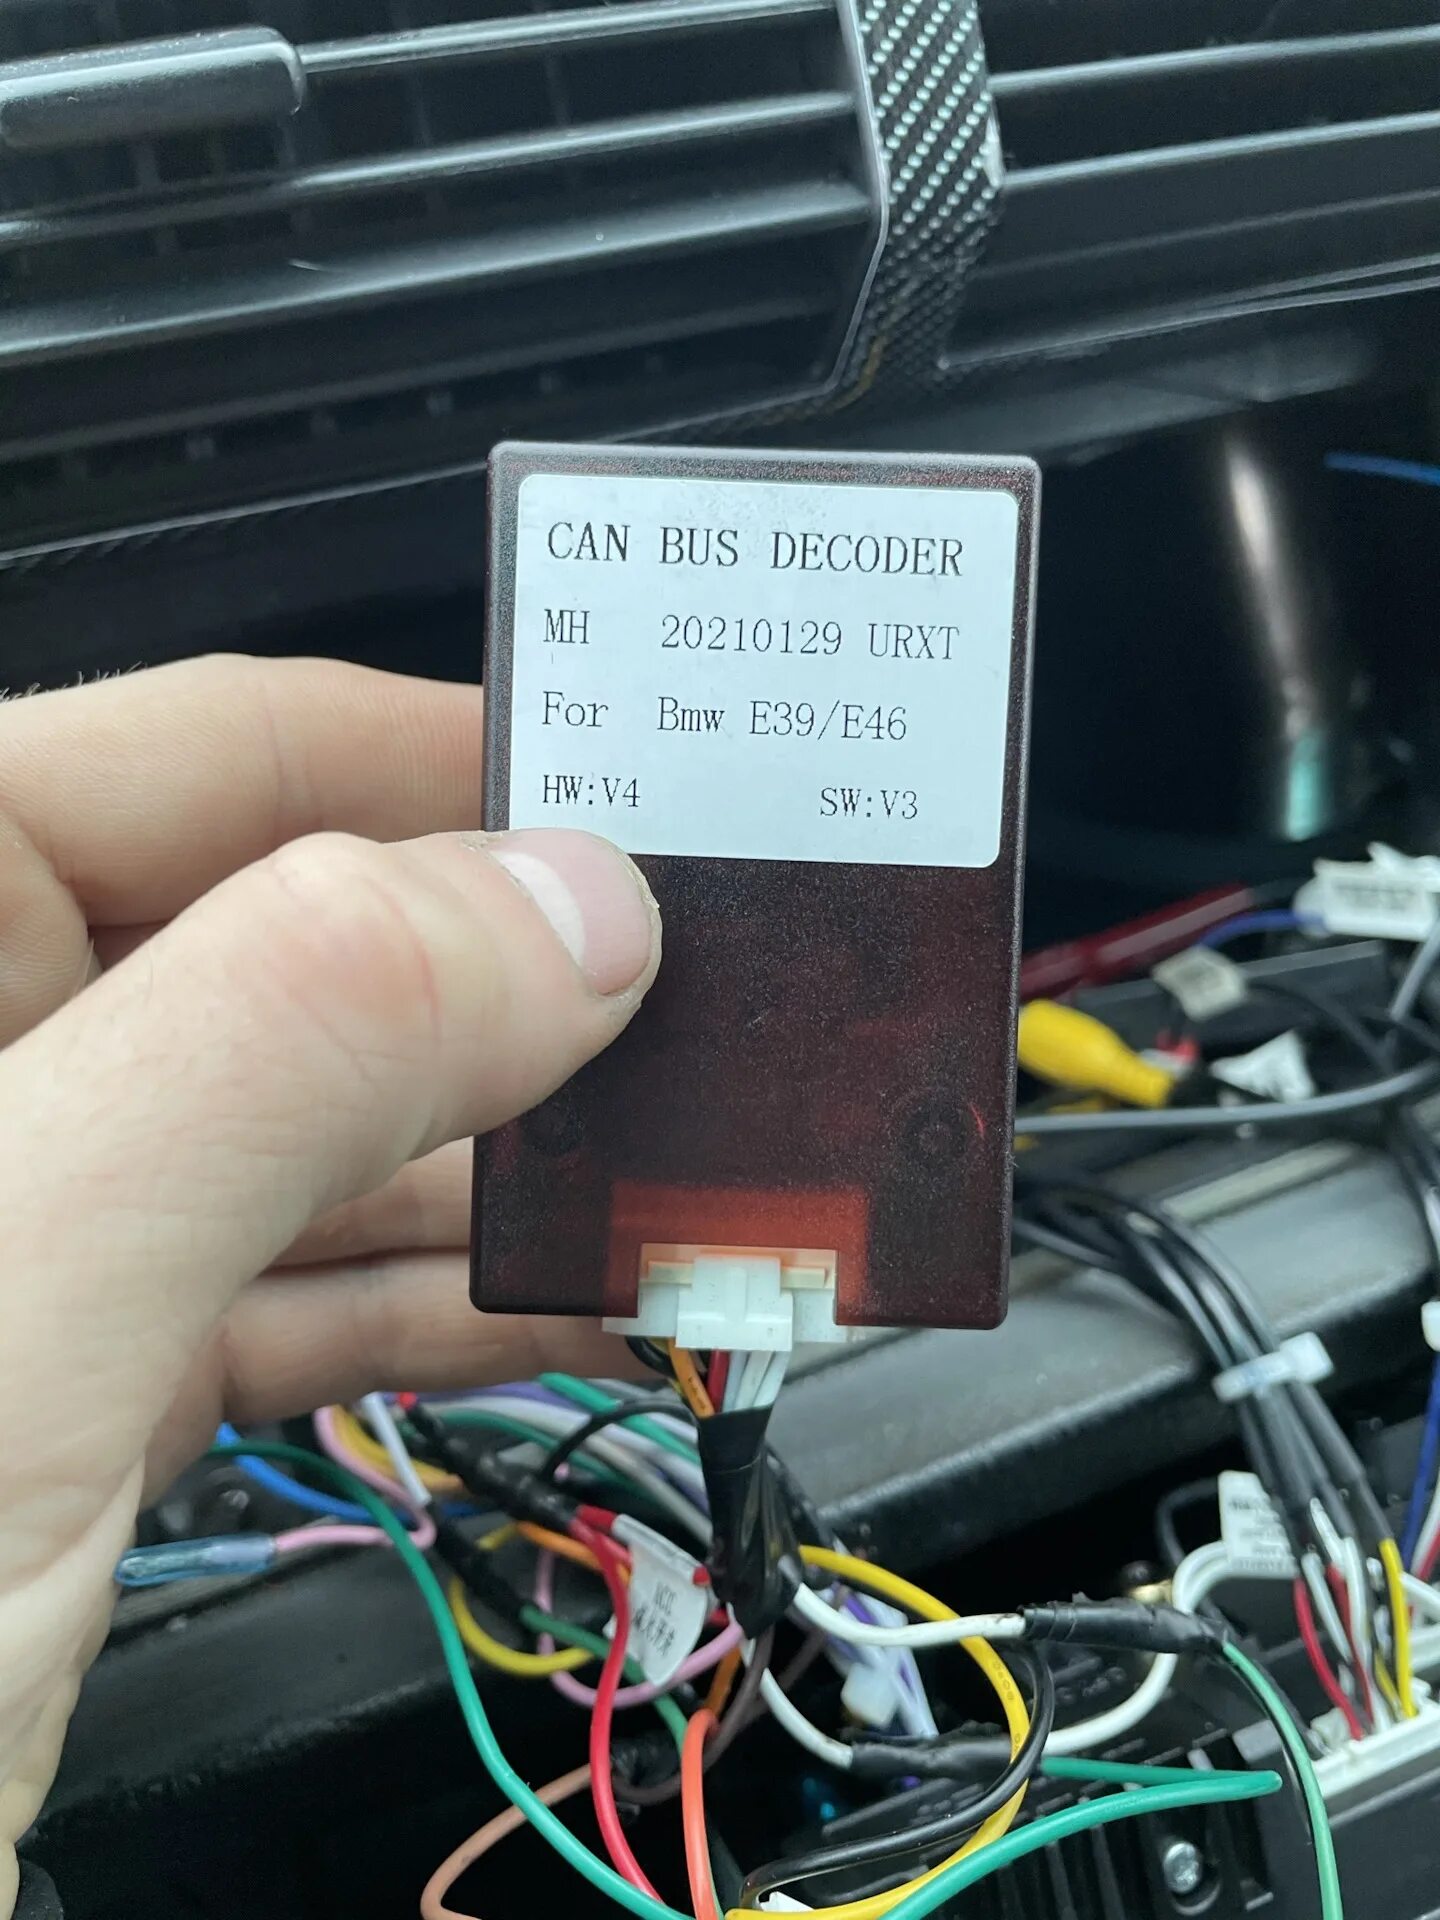 CAN BUS DECODER
MH 20210129 URXT
For Bmw E39/E46
HW:V4 SW:V3